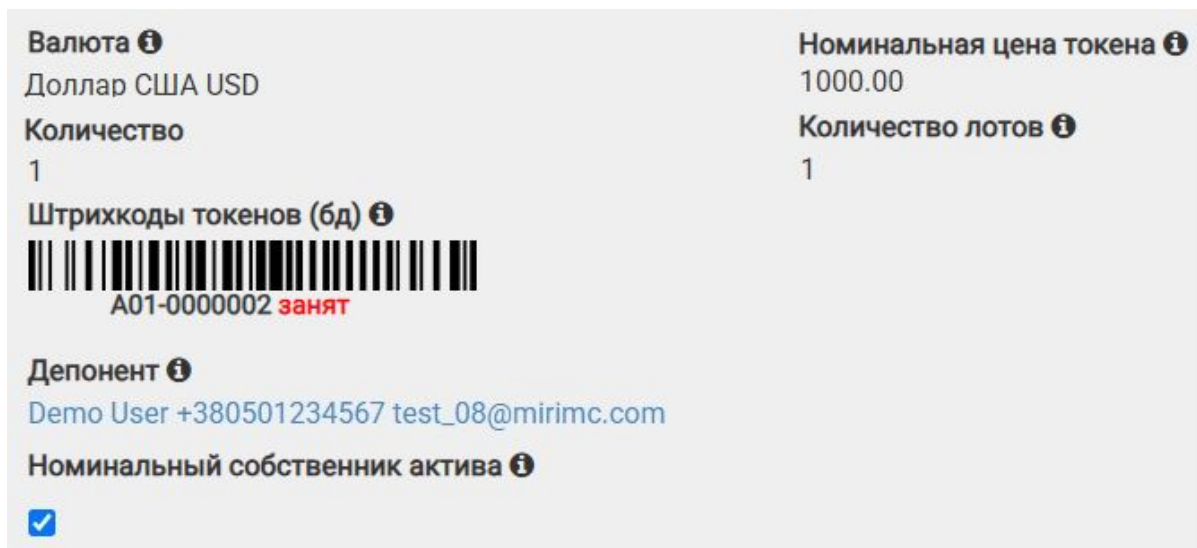 Валюта
Номинальная цена токена
Доллар США USD
1000.00
Количество
Количество лотов
1
1
Штрихкоды токенов (бд)
A01-0000002 занят
Депонент
Demo User +380501234567 test_08@mirimc.com
Номинальный собственник актива